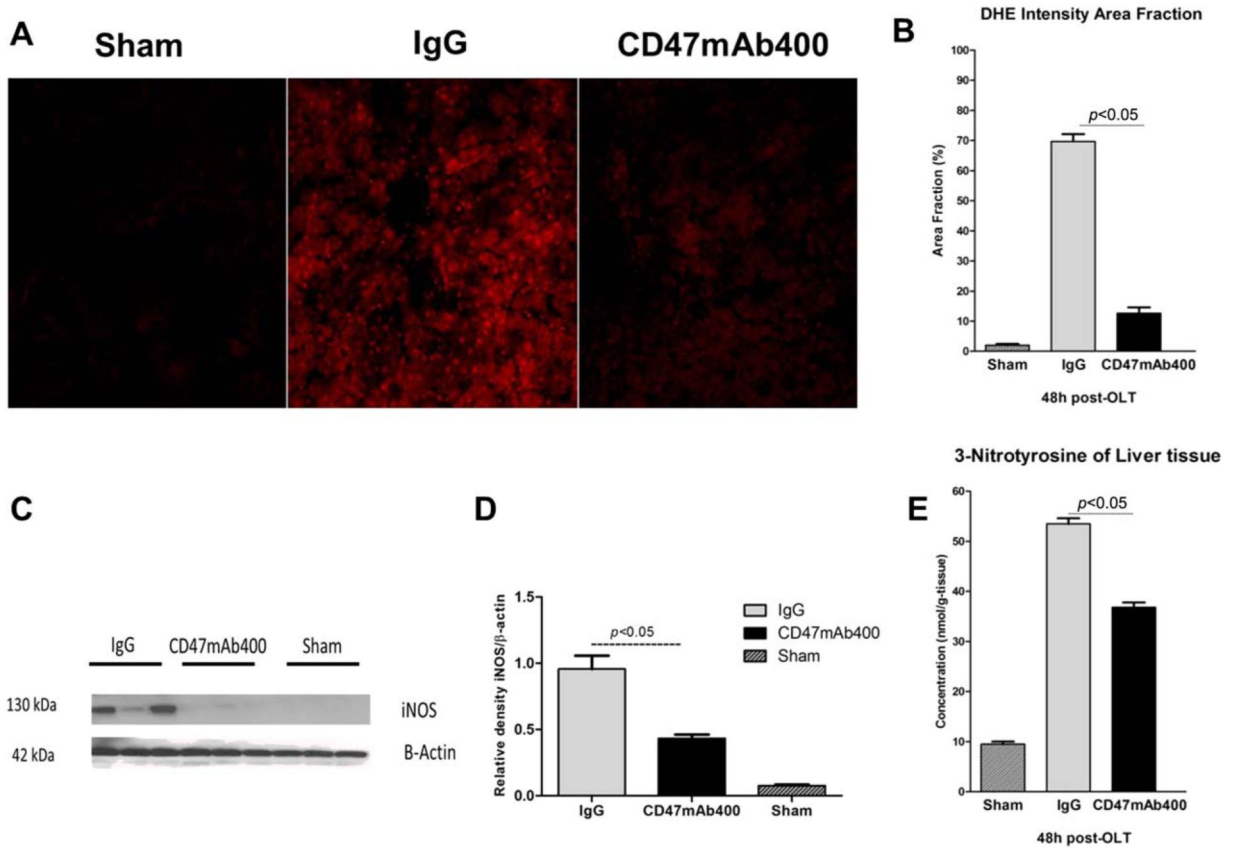 A
Sham
IgG
CD47mAb400
B
DHE Intensity Area Fraction
Area Fraction (%)
100
90
80
70
60
50
40
30
20
10
0
p<0.05
Sham
IgG
CD47mAb400
48h post-OLT
C
IgG
CD47mAb400
Sham
130 kDa
iNOS
42 kDa
B-Actin
D
Relative density iNOS/β-actin
1.5
1.0
0.5
0.0
p<0.05
IgG
CD47mAb400
Sham
IgG
CD47mAb400
Sham
E
3-Nitrotyrosine of Liver tissue
Concentration (nmol/g-tissue)
60
50
40
30
20
10
0
p<0.05
Sham
IgG
CD47mAb400
48h post-OLT